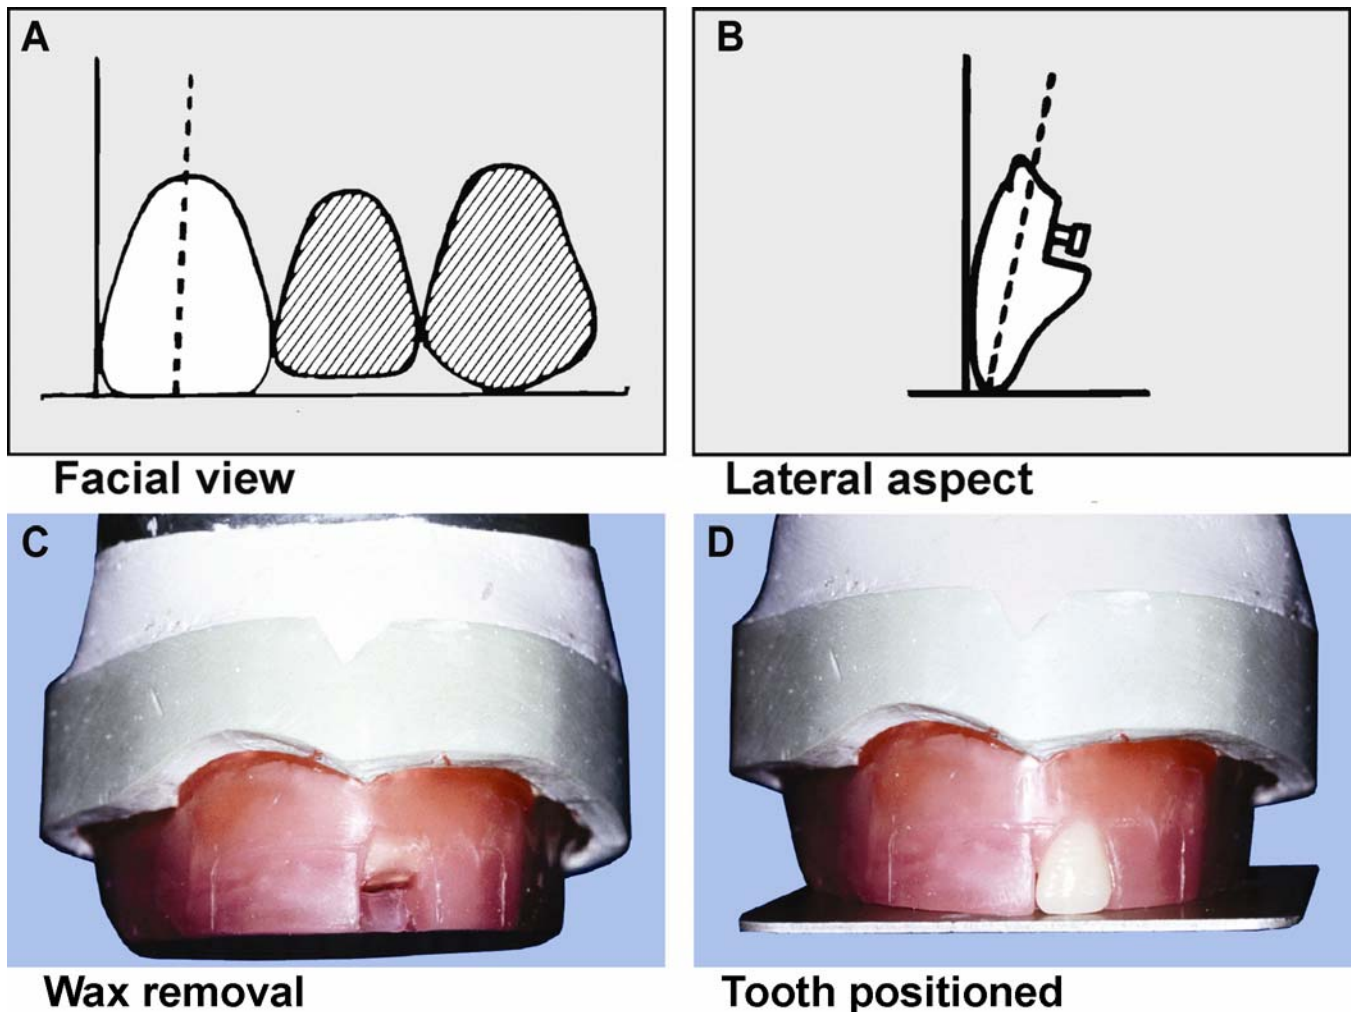 A
B
Facial view
Lateral aspect
C
D
Wax removal
Tooth positioned